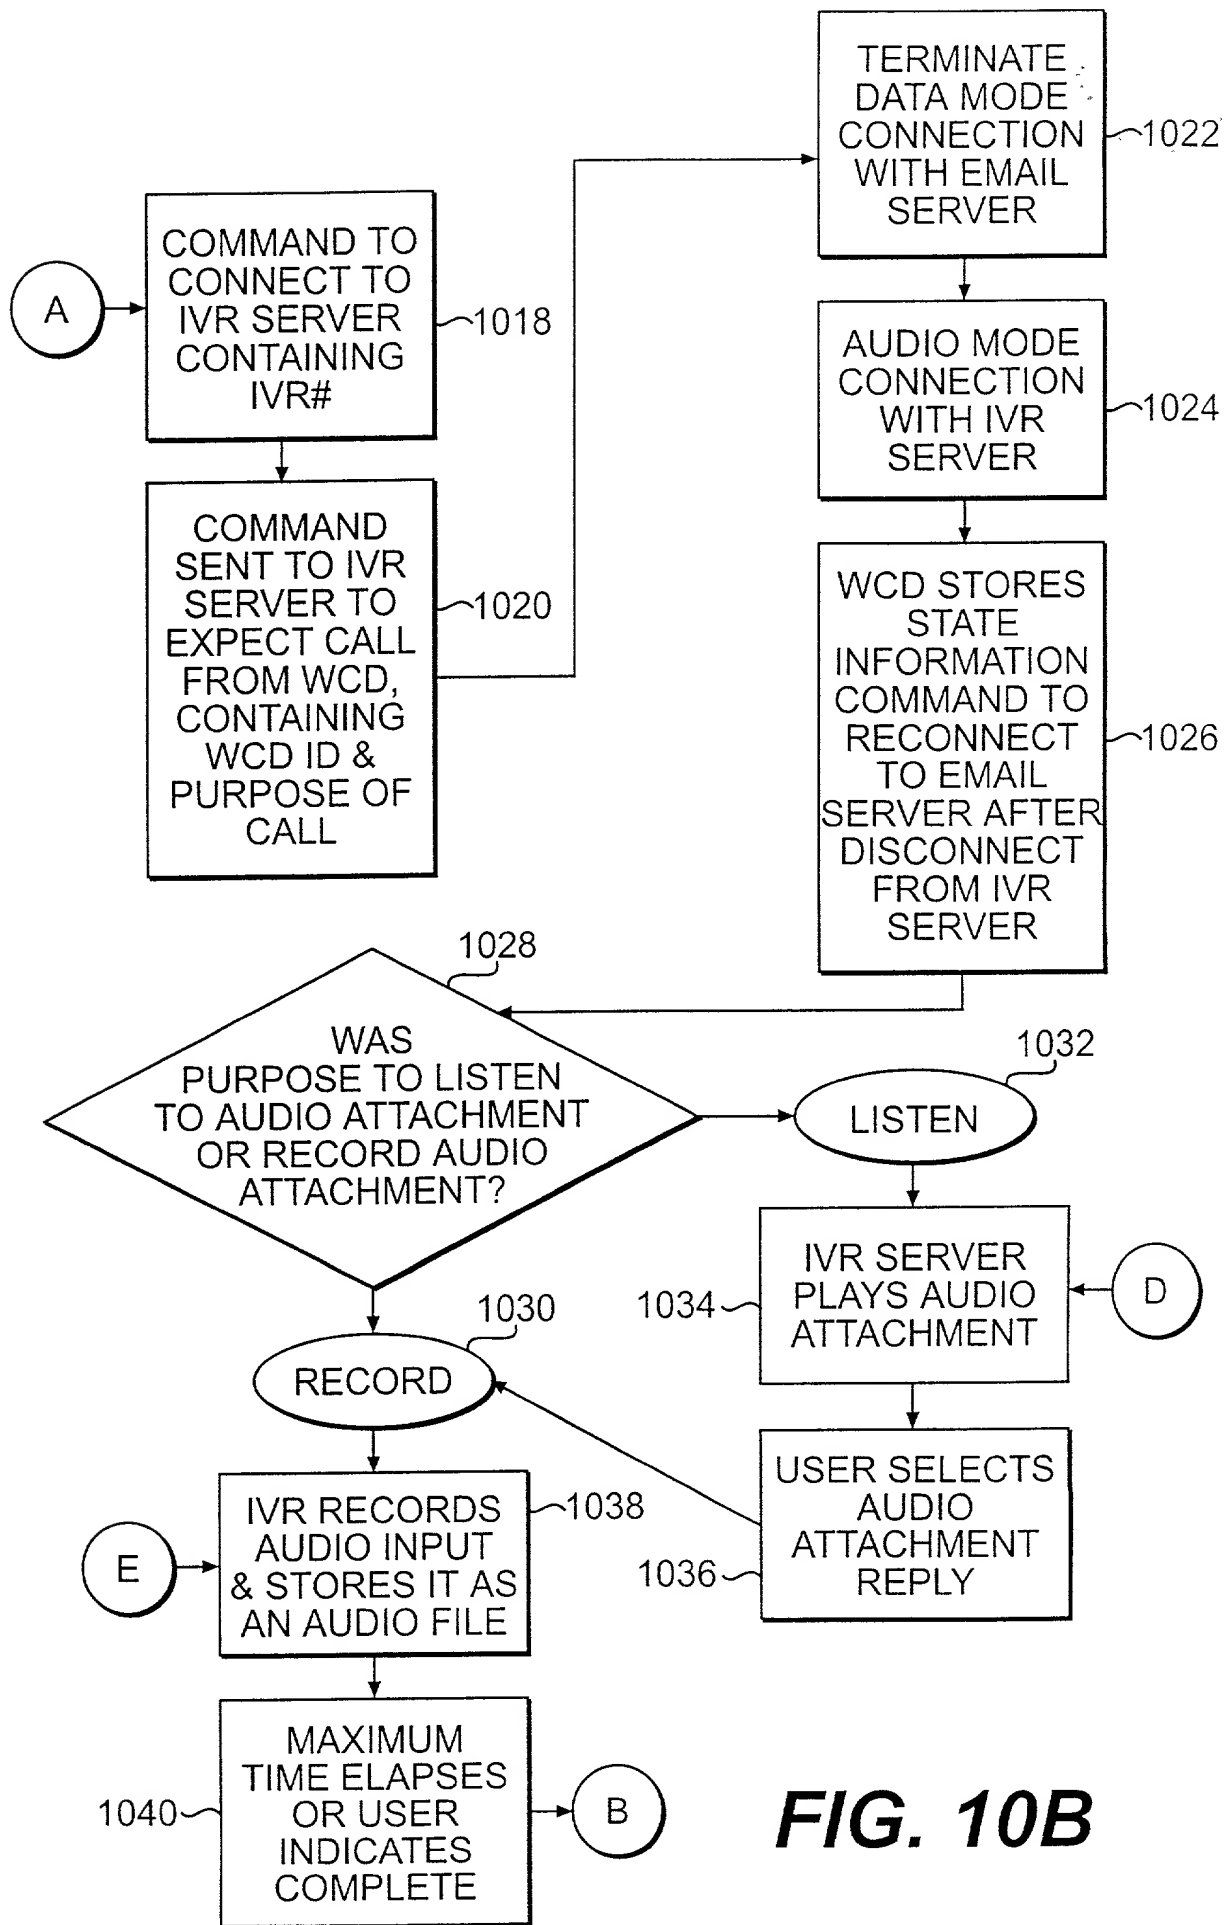 A
COMMAND TO
CONNECT TO
IVR SERVER
CONTAINING
IVR#
1018
COMMAND
SENT TO IVR
SERVER TO
EXPECT CALL
FROM WCD,
CONTAINING
WCD ID &
PURPOSE OF
CALL
1020
TERMINATE
DATA MODE
CONNECTION
WITH EMAIL
SERVER
1022
AUDIO MODE
CONNECTION
WITH IVR
SERVER
1024
WCD STORES
STATE
INFORMATION
COMMAND TO
RECONNECT
TO EMAIL
SERVER AFTER
DISCONNECT
FROM IVR
SERVER
1026
1028
WAS
PURPOSE TO LISTEN
TO AUDIO ATTACHMENT
OR RECORD AUDIO
ATTACHMENT?
1032
LISTEN
IVR SERVER
PLAYS AUDIO
ATTACHMENT
1034
D
USER SELECTS
AUDIO
ATTACHMENT
REPLY
1036
1030
RECORD
IVR RECORDS
AUDIO INPUT
& STORES IT AS
AN AUDIO FILE
1038
E
MAXIMUM
TIME ELAPSES
OR USER
INDICATES
COMPLETE
1040
B
FIG. 10B